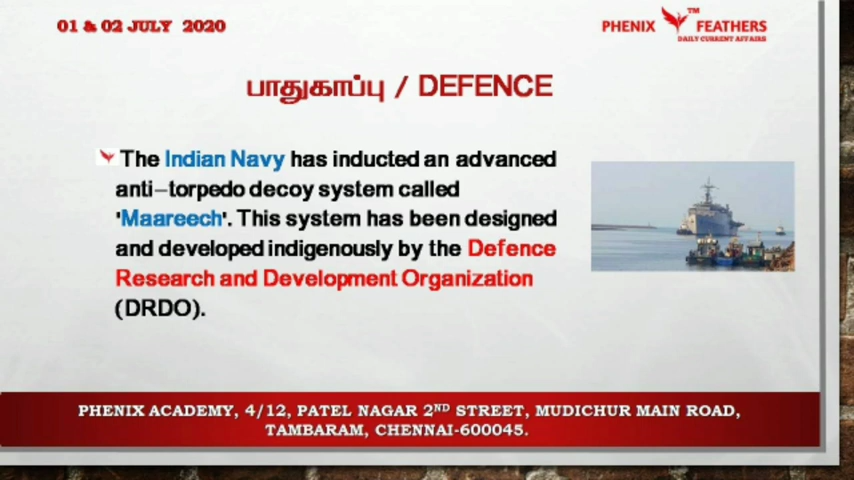 01 & 02 JULY 2020
PHENIX FEATHERS
TM
DAILY CURRENT AFFAIRS
பாதுகாப்பு / DEFENCE
The Indian Navy has inducted an advanced
anti–torpedo decoy system called
'Maareech'. This system has been designed
and developed indigenously by the Defence
Research and Development Organization
(DRDO).
PHENIX ACADEMY, 4/12, PATEL NAGAR 2ND STREET, MUDICHUR MAIN ROAD,
TAMBARAM, CHENNAI-600045.